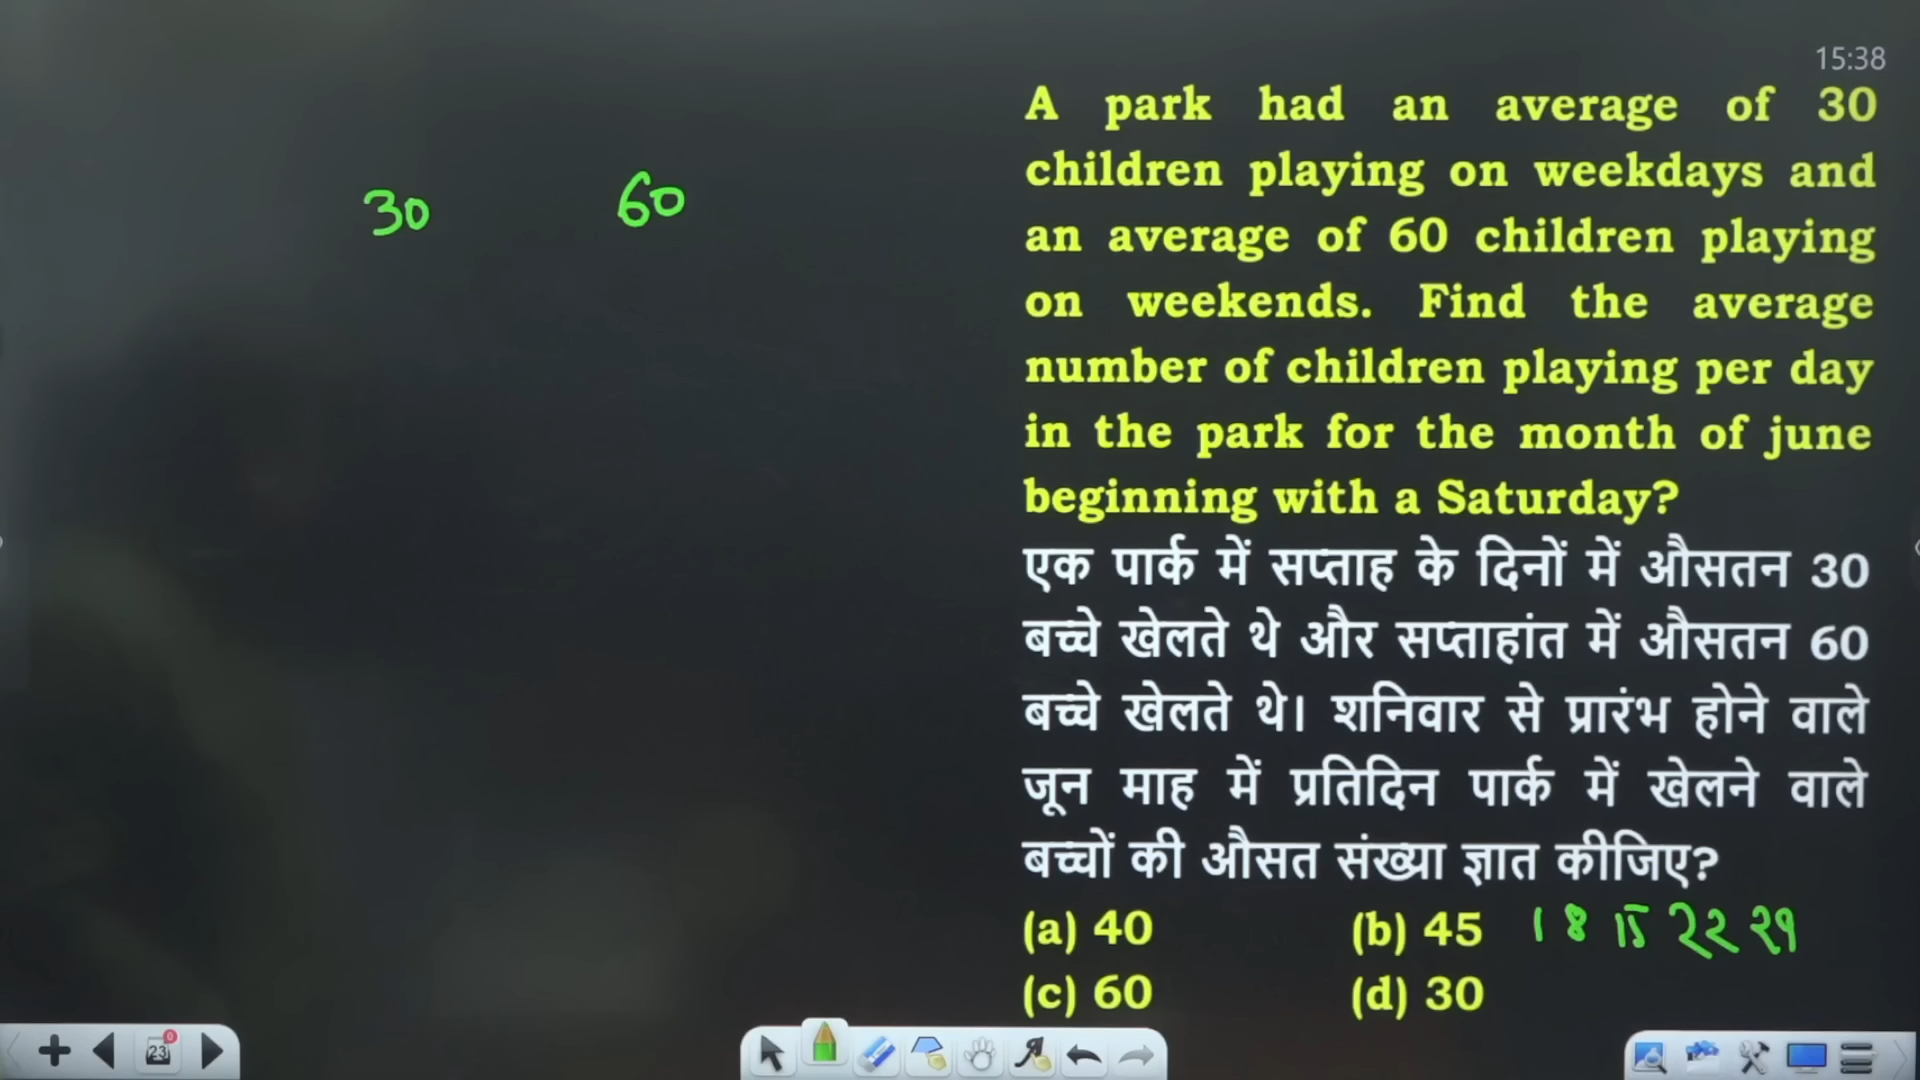 15:38
A park had an average of 30
children playing on weekdays and
an average of 60 children playing
on weekends. Find the average
number of children playing per day
in the park for the month of june
beginning with a Saturday?
एक पार्क में सप्ताह के दिनों में औसतन 30
बच्चे खेलते थे और सप्ताहांत में औसतन 60
बच्चे खेलते थे। शनिवार से प्रारंभ होने वाले
जून माह में प्रतिदिन पार्क में खेलने वाले
बच्चों की औसत संख्या ज्ञात कीजिए?
(a) 40 (b) 45 1 8 15 22 29
(c) 60 (d) 30
30 60
23
0